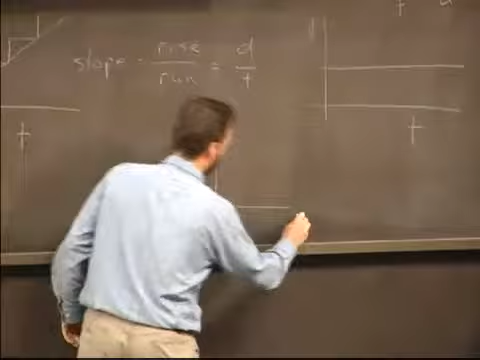 slope = rise/run = d/t
t
t
t